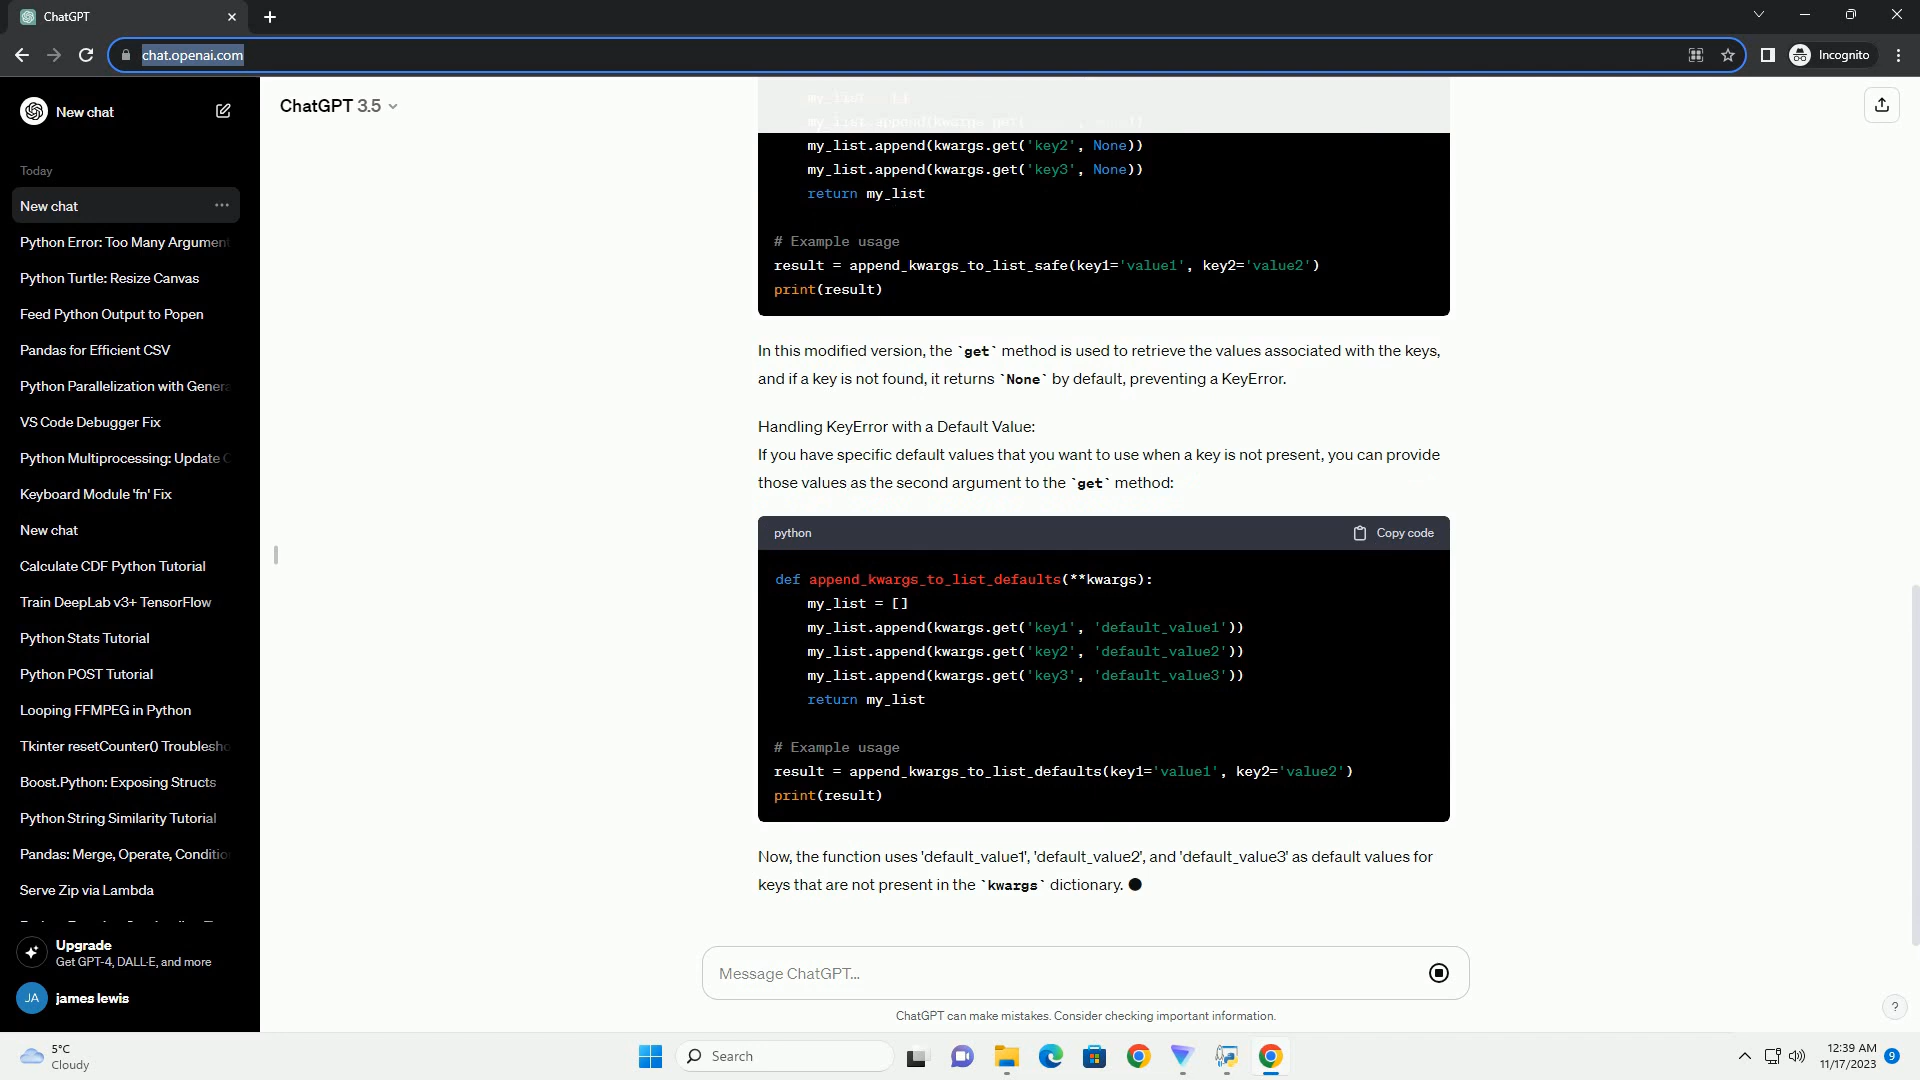 ChatGPT
chat.openai.com
Incognito
New chat
Today
New chat
Python Error: Too Many Argument
Python Turtle: Resize Canvas
Feed Python Output to Popen
Pandas for Efficient CSV
Python Parallelization with Genera
VS Code Debugger Fix
Python Multiprocessing: Update C
Keyboard Module 'fn' Fix
New chat
Calculate CDF Python Tutorial
Train DeepLab v3+ TensorFlow
Python Stats Tutorial
Python POST Tutorial
Looping FFMPEG in Python
Tkinter resetCounter() Troublesho
Boost.Python: Exposing Structs
Python String Similarity Tutorial
Pandas: Merge, Operate, Conditio
Serve Zip via Lambda
Upgrade
Get GPT-4, DALL·E, and more
JA james lewis
ChatGPT 3.5
my_list = []
my_list.append(kwargs.get(
my_list.append(kwargs.get('key2', None))
my_list.append(kwargs.get('key3', None))
return my_list
# Example usage
result = append_kwargs_to_list_safe(key1='value1', key2='value2')
print(result)
In this modified version, the `get` method is used to retrieve the values associated with the keys,
and if a key is not found, it returns `None` by default, preventing a KeyError.
Handling KeyError with a Default Value:
If you have specific default values that you want to use when a key is not present, you can provide
those values as the second argument to the `get` method:
python Copy code
def append_kwargs_to_list_defaults(**kwargs):
my_list = []
my_list.append(kwargs.get('key1', 'default_value1'))
my_list.append(kwargs.get('key2', 'default_value2'))
my_list.append(kwargs.get('key3', 'default_value3'))
return my_list
# Example usage
result = append_kwargs_to_list_defaults(key1='value1', key2='value2')
print(result)
Now, the function uses 'default_value1', 'default_value2', and 'default_value3' as default values for
keys that are not present in the `kwargs` dictionary.
Message ChatGPT...
ChatGPT can make mistakes. Consider checking important information.
?
5°C
Cloudy
Search
12:39 AM
11/17/2023
9